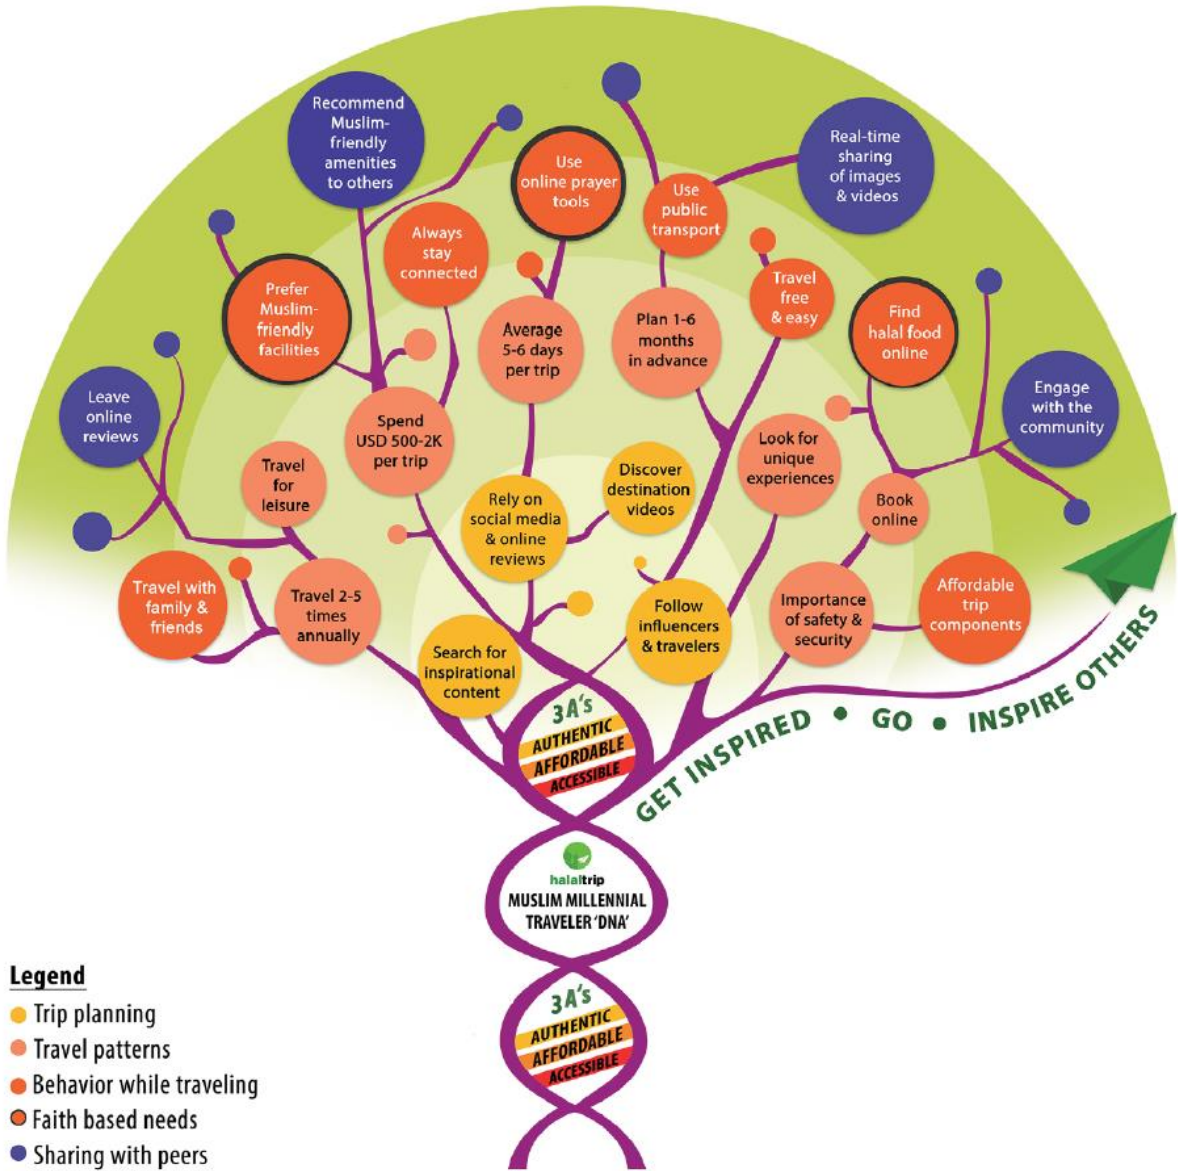 Recommend
Muslim-
friendly
amenities
to others
Real-time
sharing
of images
& videos
Use
online prayer
tools
Use
public
transport
Always
stay
connected
Prefer
Muslim-
friendly
facilities
Average
5-6 days
per trip
Plan 1-6
months
in advance
Travel
free
& easy
Find
halal food
online
Leave
online
reviews
Engage
with the
community
Spend
USD 500-2K
per trip
Travel
for
leisure
Look for
unique
experiences
Discover
destination
videos
Rely on
social media
& online
reviews
Book
online
Travel with
family &
friends
Travel 2-5
times
annually
Search for
inspirational
content
Follow
influencers
& travelers
Importance
of safety &
security
Affordable
trip
components
3A's
AUTHENTIC
AFFORDABLE
ACCESSIBLE
GET INSPIRED • GO • INSPIRE OTHERS
halaltrip
MUSLIM MILLENNIAL
TRAVELER 'DNA'
3A's
AUTHENTIC
AFFORDABLE
ACCESSIBLE
Legend
Trip planning
Travel patterns
Behavior while traveling
Faith based needs
Sharing with peers